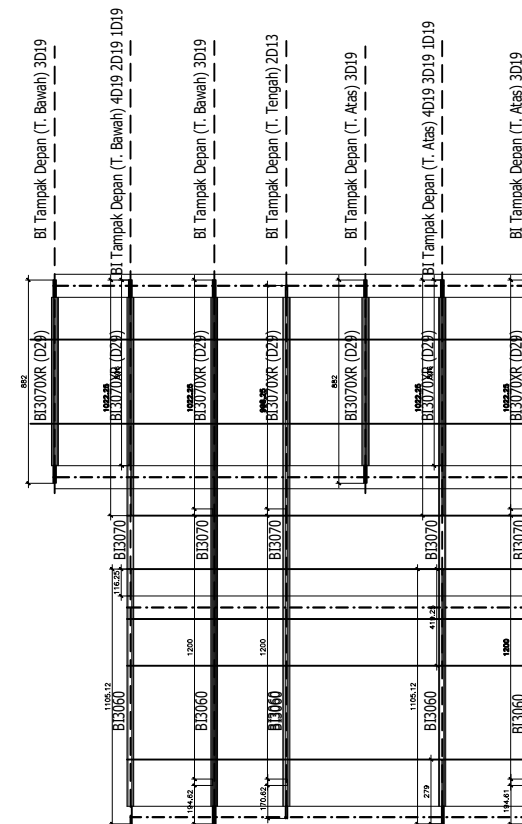 BI Tampak Depan (T. Bawah) 3D19
BI Tampak Depan (T. Bawah) 4D19 2D19 1D19
BI Tampak Depan (T. Bawah) 3D19
BI Tampak Depan (T. Tengah) 2D13
BI Tampak Depan (T. Atas) 3D19
BI Tampak Depan (T. Atas) 4D19 3D19 1D19
BI Tampak Depan (T. Atas) 3D19
882
BI3070XR (D29)
1022.25
BI3070XR (D29)
1022.25
BI3070XR (D29)
BI3070XR (D29)
882
BI3070XR (D29)
1022.25
BI3070XR (D29)
1022.25
BI3070XR (D29)
BI3070
BI3070
BI3070
BI3070
BI3070
116.25
1105.12
BI3060
1200
BI3060
1200
BI3060
1105.12
BI3060
1200
BI3060
194.62
170.62
279
194.61